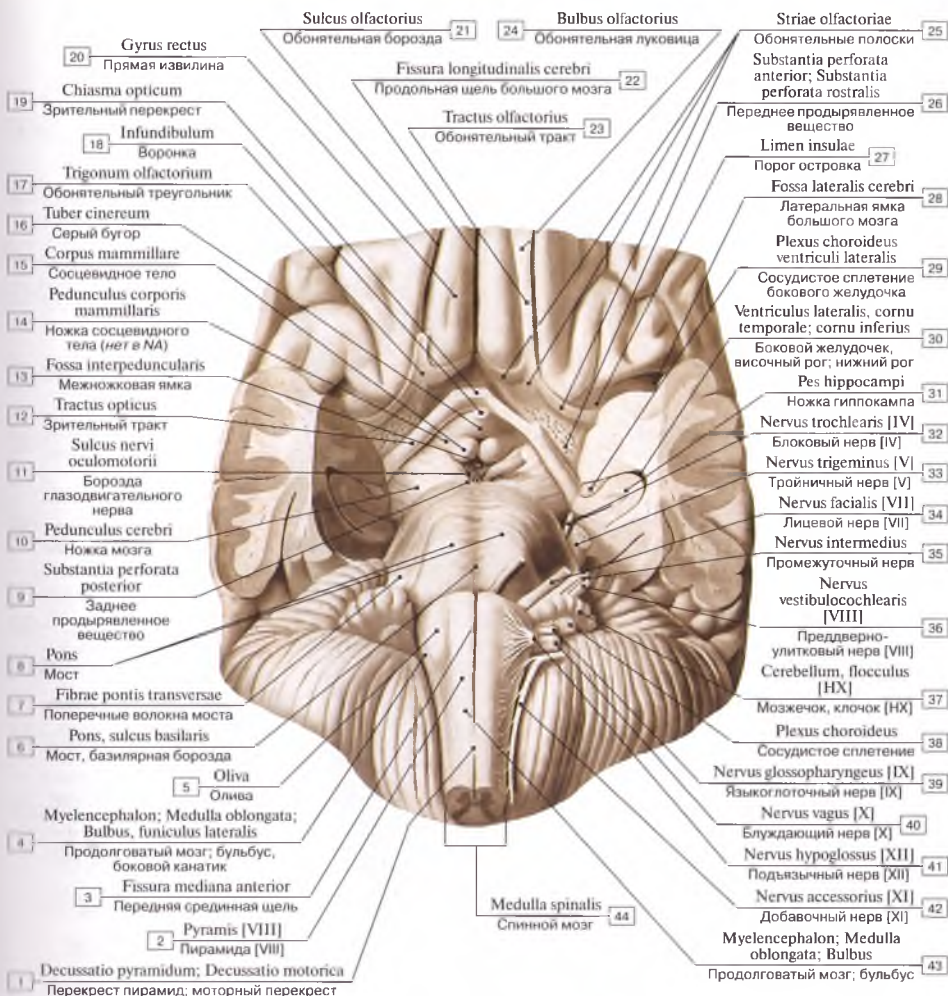 Sulcus olfactorius
Обонятельная борозда
21
24
Bulbus olfactorius
Обонятельная луковица
Striae olfactoriae
Обонятельные полоски
25
20
Gyrus rectus
Прямая извилина
Fissura longitudinalis cerebri
Продольная щель большого мозга
22
Substantia perforata
anterior; Substantia
perforata rostralis
Переднее продырявленное
вещество
26
19
Chiasma opticum
Зрительный перекрест
Tractus olfactorius
Обонятельный тракт
23
18
Infundibulum
Воронка
Limen insulae
Порог островка
27
17
Trigonum olfactorium
Обонятельный треугольник
Fossa lateralis cerebri
Латеральная ямка
большого мозга
28
16
Tuber cinereum
Серый бугор
15
Corpus mammillare
Сосцевидное тело
Plexus choroideus
ventriculi lateralis
Сосудистое сплетение
бокового желудочка
29
14
Pedunculus corporis
mammillaris
Ножка сосцевидного
тела (нет в NA)
Ventriculus lateralis, cornu
temporale; cornu inferius
Боковой желудочек,
височный рог; нижний рог
30
13
Fossa interpeduncularis
Межножковая ямка
Pes hippocampi
Ножка гиппокампа
31
12
Tractus opticus
Зрительный тракт
Nervus trochlearis [IV]
Блоковый нерв [IV]
32
11
Sulcus nervi
oculomotorii
Борозда
глазодвигательного
нерва
Nervus trigeminus [V]
Тройничный нерв [V]
33
Nervus facialis [VII]
Лицевой нерв [VII]
34
10
Pedunculus cerebri
Ножка мозга
Nervus intermedius
Промежуточный нерв
35
9
Substantia perforata
posterior
Заднее
продырявленное
вещество
Nervus
vestibulocochlearis
[VIII]
Преддверно-
улитковый нерв [VIII]
36
8
Pons
Мост
Cerebellum, flocculus
[HX]
Мозжечок, клочок [HX]
37
7
Fibrae pontis transversae
Поперечные волокна моста
6
Pons, sulcus basilaris
Мост, базилярная борозда
Plexus choroideus
Сосудистое сплетение
38
5
Oliva
Олива
Nervus glossopharyngeus [IX]
Языкоглоточный нерв [IX]
39
4
Myelencephalon; Medulla oblongata;
Bulbus, funiculus lateralis
Продолговатый мозг; бульбус,
боковой канатик
Nervus vagus [X]
Блуждающий нерв [X]
40
Nervus hypoglossus [XII]
Подъязычный нерв [XII]
41
3
Fissura mediana anterior
Передняя срединная щель
Medulla spinalis
Спинной мозг
44
Nervus accessorius [XI]
Добавочный нерв [XI]
42
2
Pyramis [VIII]
Пирамида [VIII]
Myelencephalon; Medulla
oblongata; Bulbus
Продолговатый мозг; бульбус
43
1
Decussatio pyramidum; Decussatio motorica
Перекрест пирамид; моторный перекрест